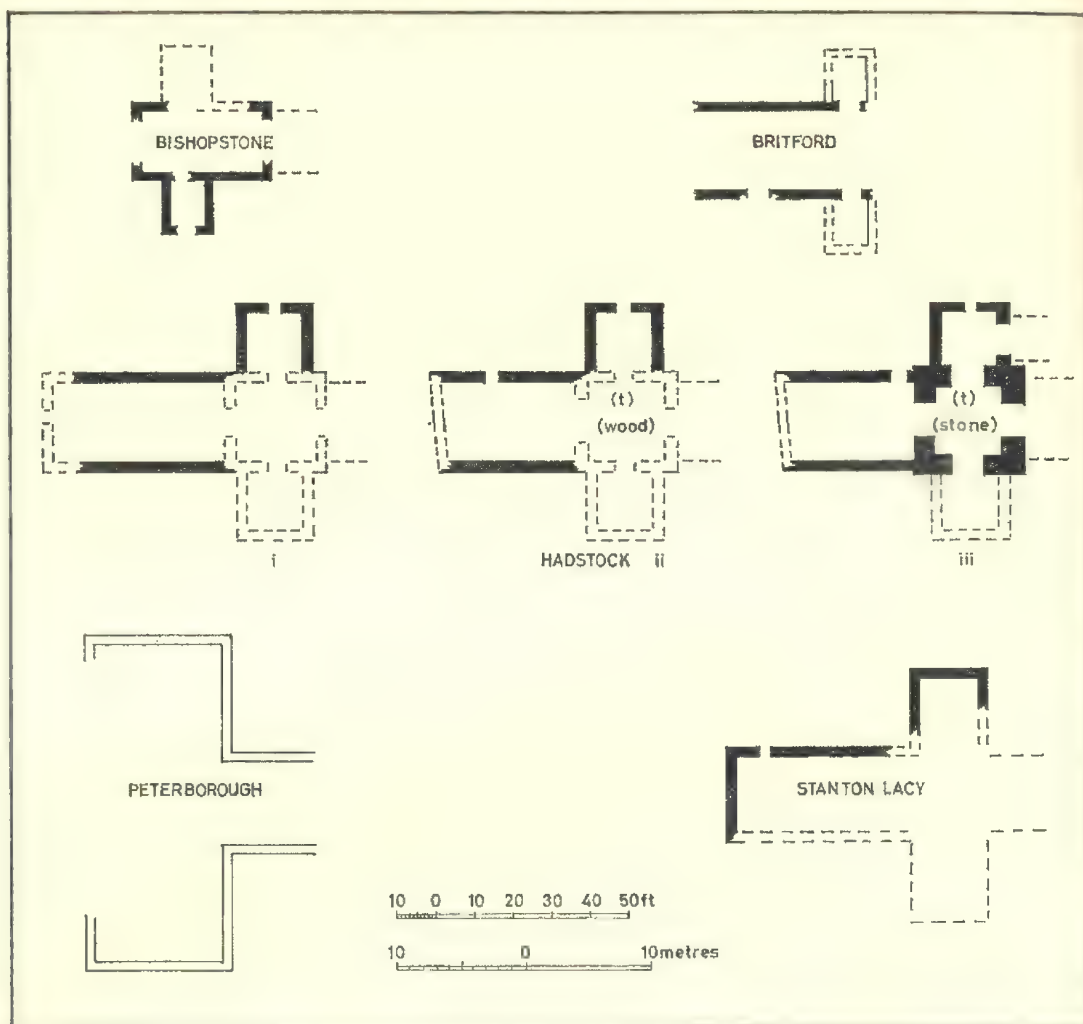 BISHOPSTONE
BRITFORD
(t)
(wood)
(t)
(stone)
i
HADSTOCK ii
iii
PETERBOROUGH
STANTON LACY
10 0 10 20 30 40 50ft
10 0 10metres